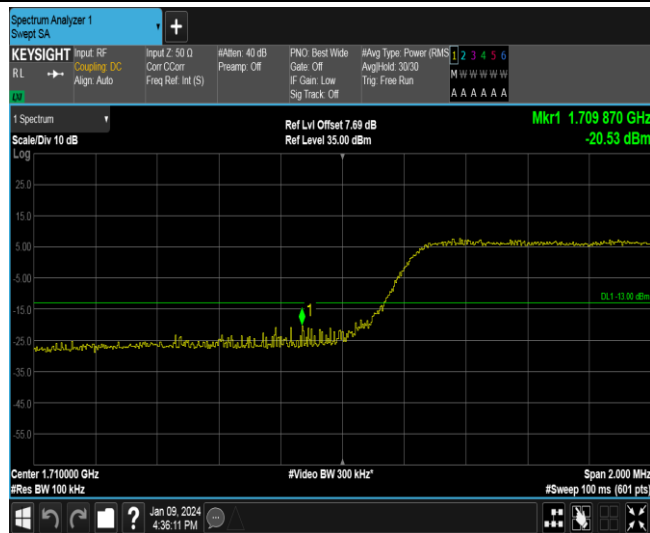 Spectrum Analyzer 1
Swept SA
KEYSIGHT
RL
LXI
Input: RF
Coupling: DC
Align: Auto
Input Z: 50 Ω
Corr CCorr
Freq Ref: Int (S)
#Atten: 40 dB
Preamp: Off
PNO: Best Wide
Gate: Off
IF Gain: Low
Sig Track: Off
#Avg Type: Power (RMS
Avg|Hold: 30/30
Trig: Free Run
1 2 3 4 5 6
M W W W W W
A A A A A A
1 Spectrum
Scale/Div 10 dB
Log
Ref Lvl Offset 7.69 dB
Ref Level 35.00 dBm
Mkr1 1.709 870 GHz
-20.53 dBm
25.0
15.0
5.00
-5.00
DL1 -13.00 dBm
-15.0
1
-25.0
-35.0
-45.0
-55.0
Center 1.710000 GHz
#Res BW 100 kHz
#Video BW 300 kHz*
Span 2.000 MHz
#Sweep 100 ms (601 pts)
?
Jan 09, 2024
4:36:11 PM